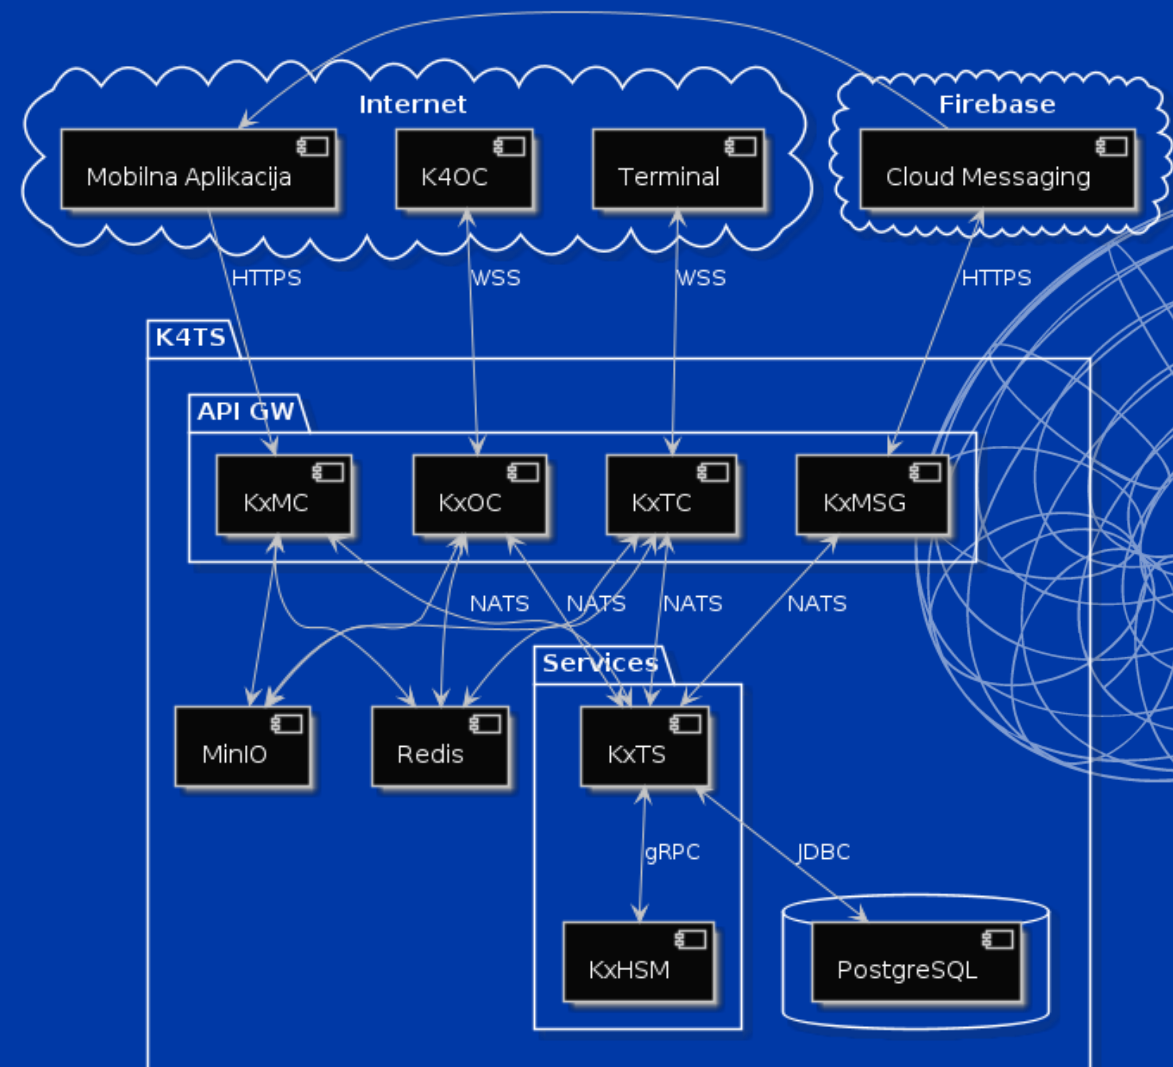 Internet
Firebase
Mobilna Aplikacija
K4OC
Terminal
Cloud Messaging
HTTPS
WSS
WSS
HTTPS
K4TS
API GW
KxMC
KxOC
KxTC
KxMSG
NATS
NATS
NATS
NATS
Services
MinIO
Redis
KxTS
gRPC
JDBC
KxHSM
PostgreSQL